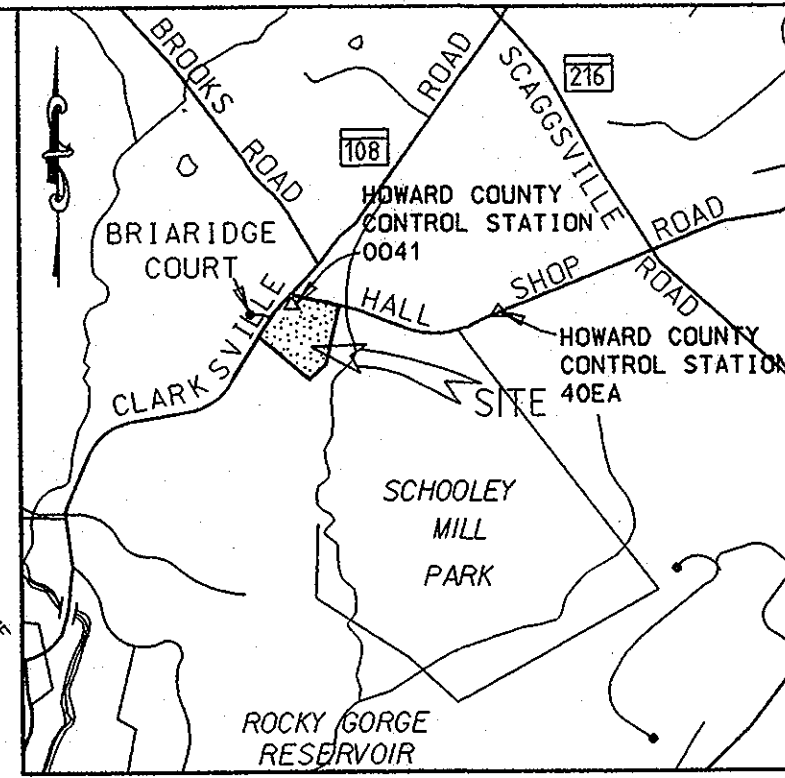 BROOKS ROAD
108
ROAD
216
SCAGGSVILLE
ROAD
HOWARD COUNTY
CONTROL STATION
0041
BRIARIDGE
COURT
CLARKSVILLE
HALL SHOP ROAD
HOWARD COUNTY
CONTROL STATION
40EA
SITE
SCHOOLEY
MILL
PARK
ROCKY GORGE
RESERVOIR